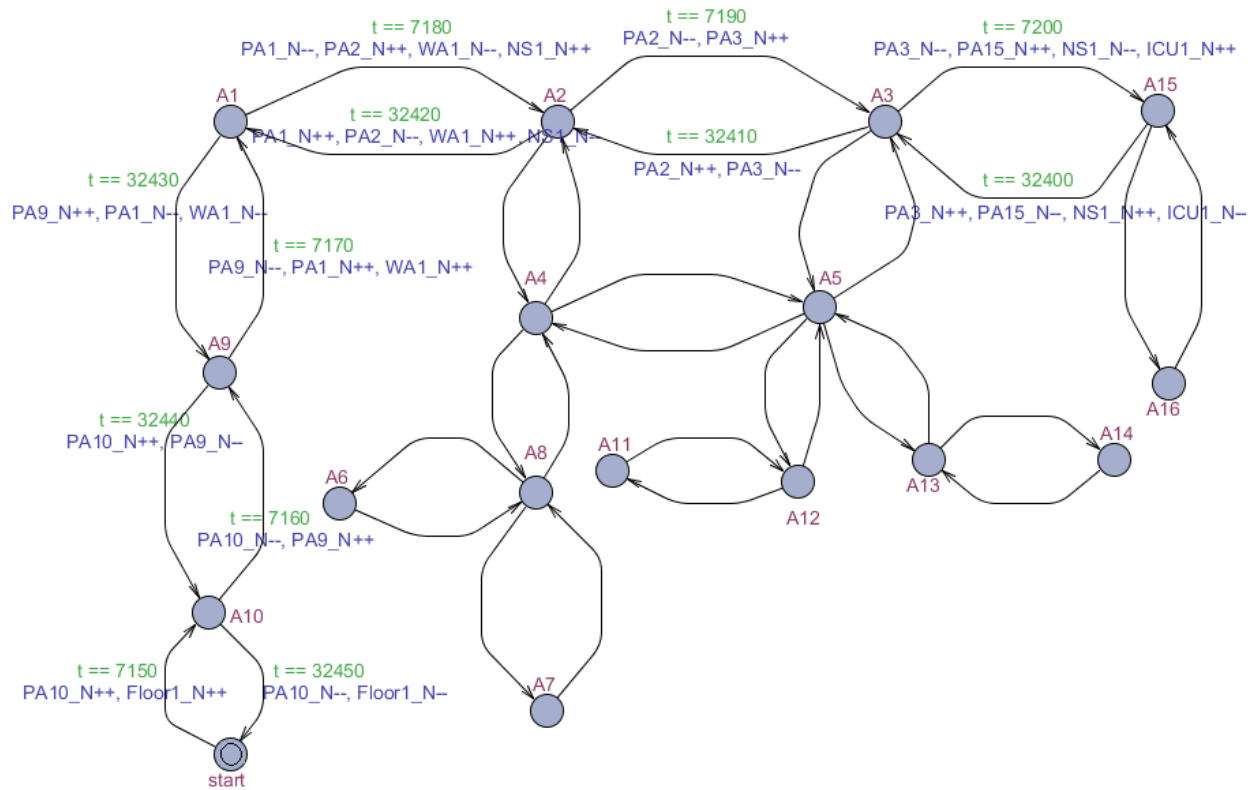 t == 7180
PA1_N--, PA2_N++, WA1_N--, NS1_N++
t == 7190
PA2_N--, PA3_N++
t == 7200
PA3_N--, PA15_N++, NS1_N--, ICU1_N++
A1
A2
A3
A15
t == 32420
PA1_N++, PA2_N--, WA1_N++, NS1_N--
t == 32410
PA2_N++, PA3_N--
t == 32400
PA3_N++, PA15_N--, NS1_N++, ICU1_N--
t == 32430
PA9_N++, PA1_N--, WA1_N--
t == 7170
PA9_N--, PA1_N++, WA1_N++
A4
A5
A9
A16
t == 32440
PA10_N++, PA9_N--
A6
A8
A11
A12
A13
A14
t == 7160
PA10_N--, PA9_N++
A10
t == 7150
PA10_N++, Floor1_N++
t == 32450
PA10_N--, Floor1_N--
A7
start